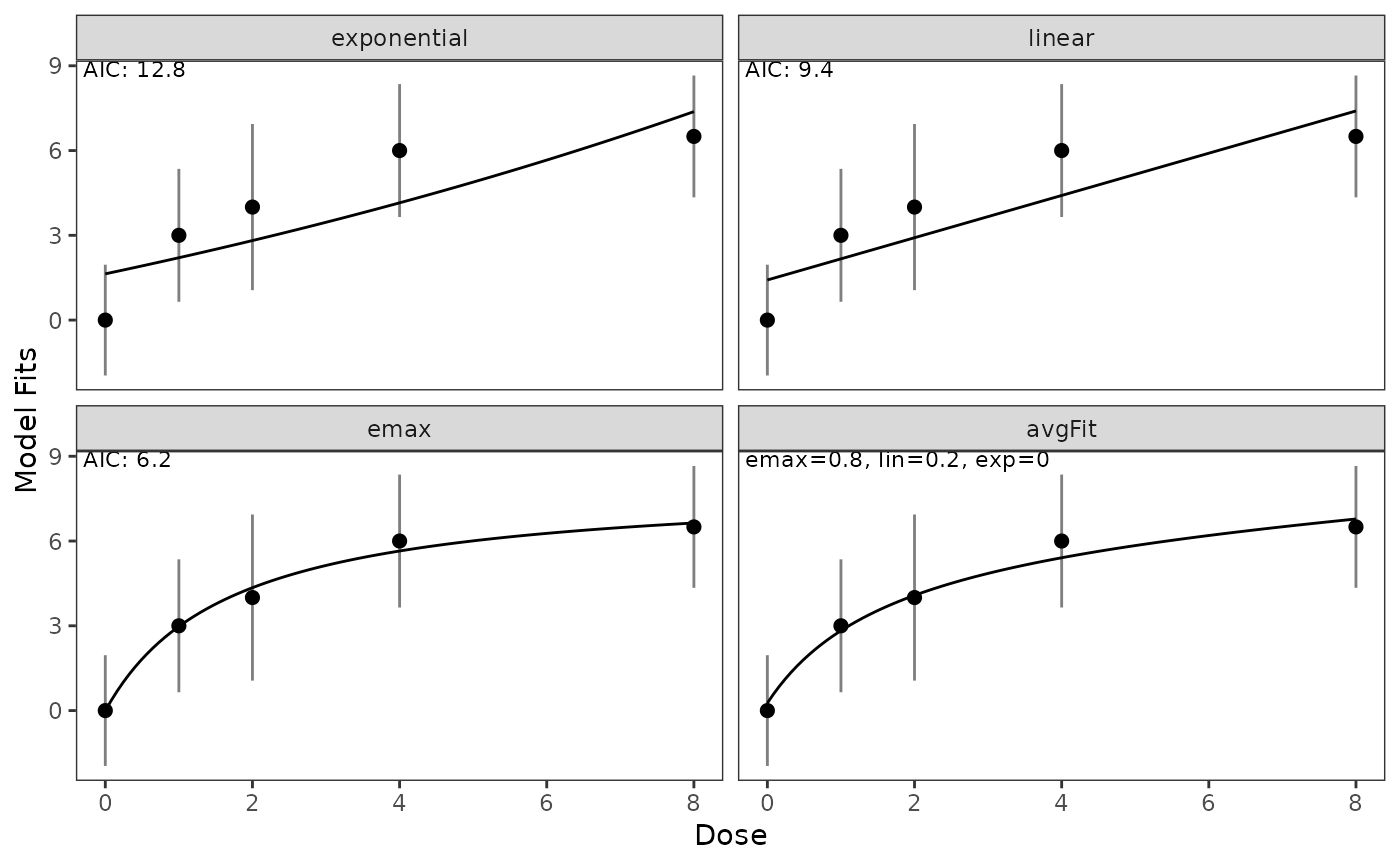 exponential
linear
AIC: 12.8
AIC: 9.4
9
6
3
0
emax
avgFit
AIC: 6.2
emax=0.8, lin=0.2, exp=0
9
6
3
0
0 2 4 6 8
0 2 4 6 8
Dose
Model Fits